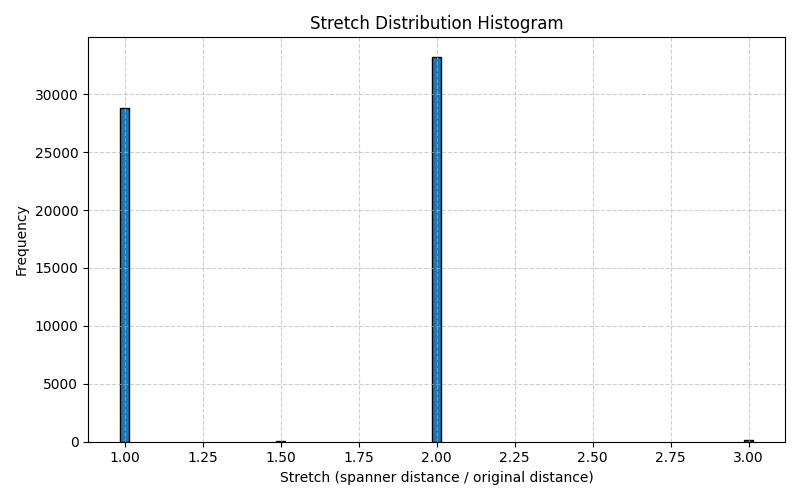 Stretch Distribution Histogram
Frequency
30000
25000
20000
15000
10000
5000
0
1.00 1.25 1.50 1.75 2.00 2.25 2.50 2.75 3.00
Stretch (spanner distance / original distance)